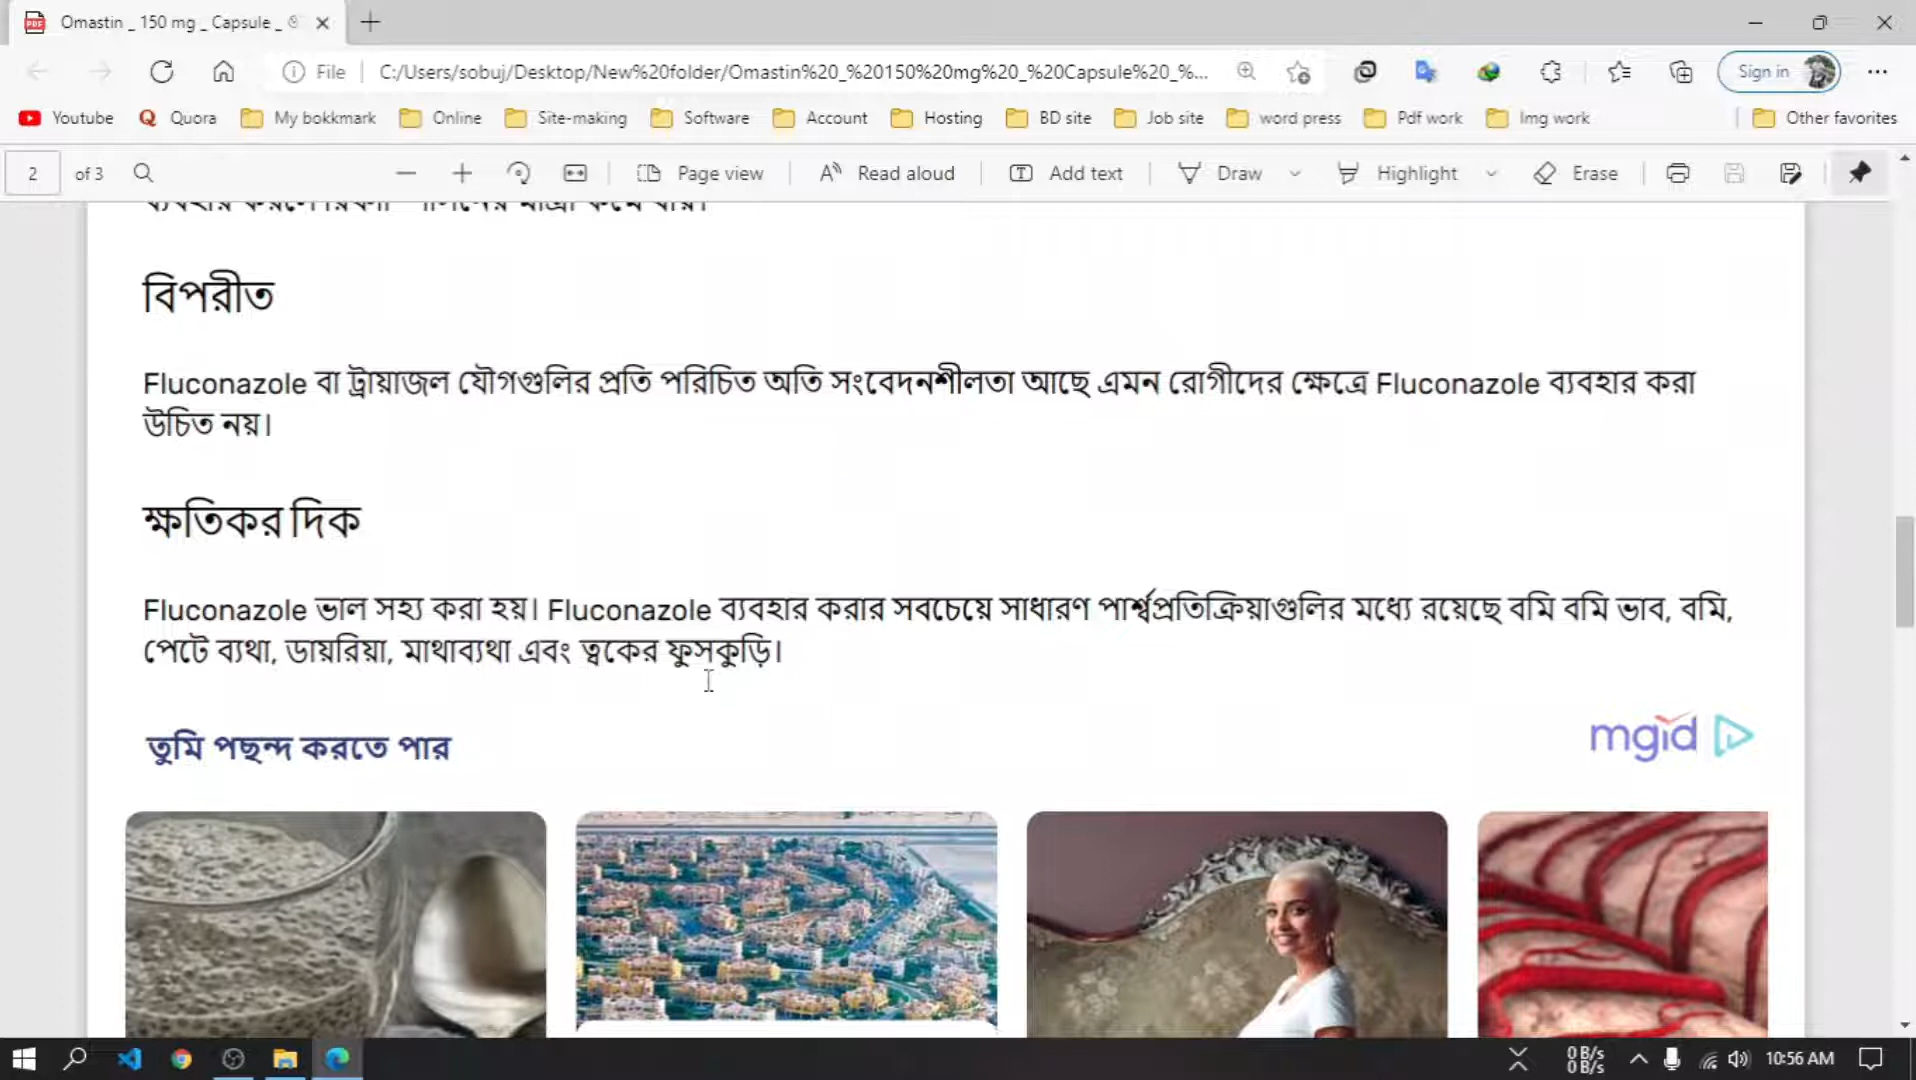 Omastin _ 150 mg _ Capsule _
File C:/Users/sobuj/Desktop/New%20folder/Omastin%20_%20150%20mg%20_%20Capsule%20_%... Sign in
Youtube Quora My bokkmark Online Site-making Software Account Hosting BD site Job site word press Pdf work Img work Other favorites
2 of 3 Page view Read aloud Add text Draw Highlight Erase
বিপরীত
Fluconazole বা ট্রায়াজল যৌগগুলির প্রতি পরিচিত অতি সংবেদনশীলতা আছে এমন রোগীদের ক্ষেত্রে Fluconazole ব্যবহার করা
উচিত নয়।
ক্ষতিকর দিক
Fluconazole ভাল সহ্য করা হয়। Fluconazole ব্যবহার করার সবচেয়ে সাধারণ পার্শ্বপ্রতিক্রিয়াগুলির মধ্যে রয়েছে বমি বমি ভাব, বমি,
পেটে ব্যথা, ডায়রিয়া, মাথাব্যথা এবং ত্বকের ফুসকুড়ি।
তুমি পছন্দ করতে পার
mgid
0 B/s
0 B/s
10:56 AM